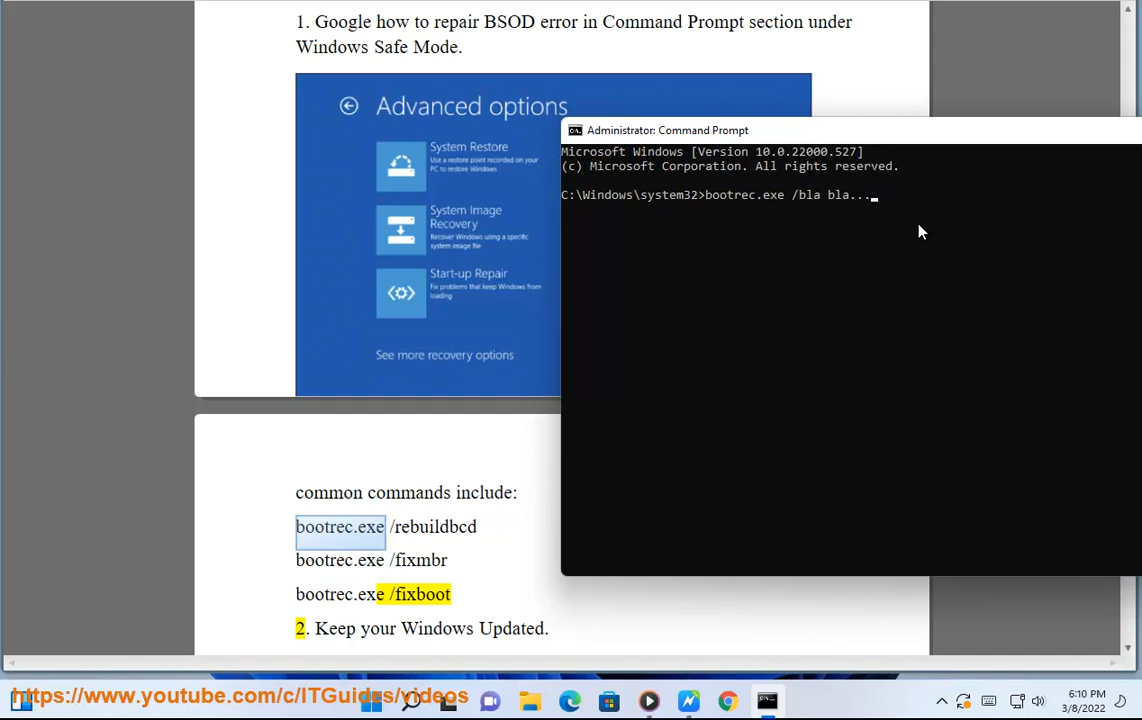 1. Google how to repair BSOD error in Command Prompt section under
Windows Safe Mode.
Advanced options
System Restore
Use a restore point recorded on your
PC to restore Windows
System Image
Recovery
Recover Windows using a specific
system image file
Start-up Repair
Fix problems that keep Windows from
loading
See more recovery options
Administrator: Command Prompt
Microsoft Windows [Version 10.0.22000.527]
(c) Microsoft Corporation. All rights reserved.
C:\Windows\system32>bootrec.exe /bla bla...
common commands include:
bootrec.exe /rebuildbcd
bootrec.exe /fixmbr
bootrec.exe /fixboot
2. Keep your Windows Updated.
https://www.youtube.com/c/ITGuides/videos
6:10 PM
3/8/2022